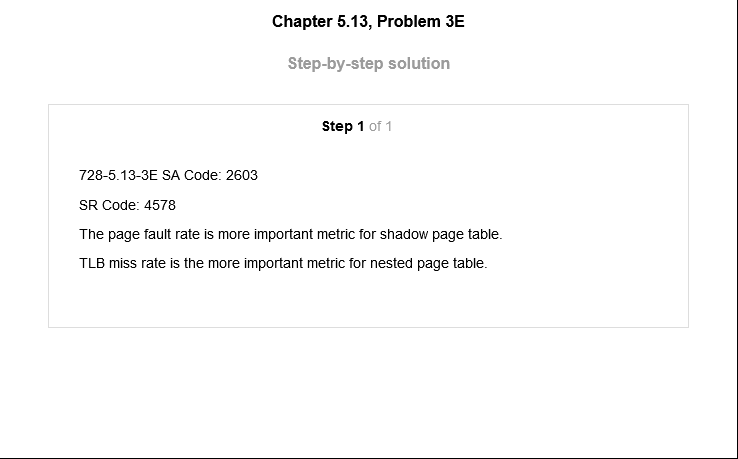 Chapter 5.13, Problem 3E
Step-by-step solution
Step 1 of 1
728-5.13-3E SA Code: 2603
SR Code: 4578
The page fault rate is more important metric for shadow page table.
TLB miss rate is the more important metric for nested page table.